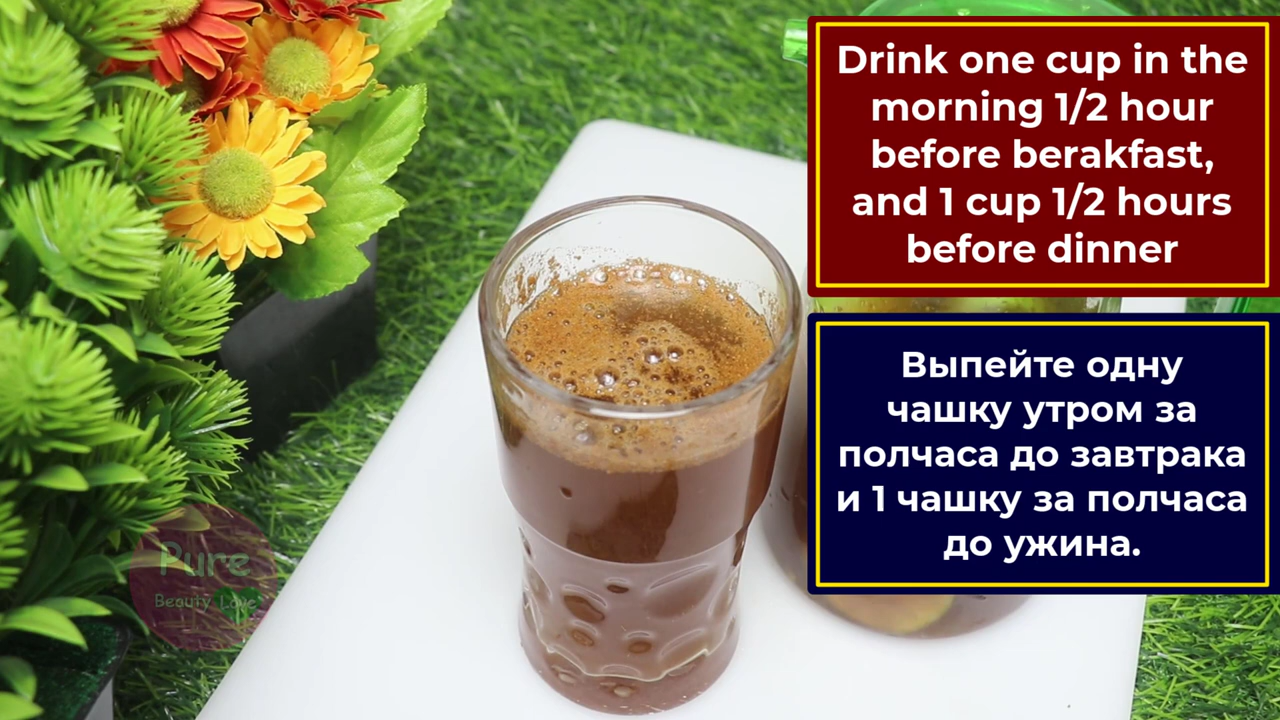 Drink one cup in the
morning 1/2 hour
before berakfast,
and 1 cup 1/2 hours
before dinner
Выпейте одну
чашку утром за
полчаса до завтрака
и 1 чашку за полчаса
до ужина.
Pure
Beauty Love